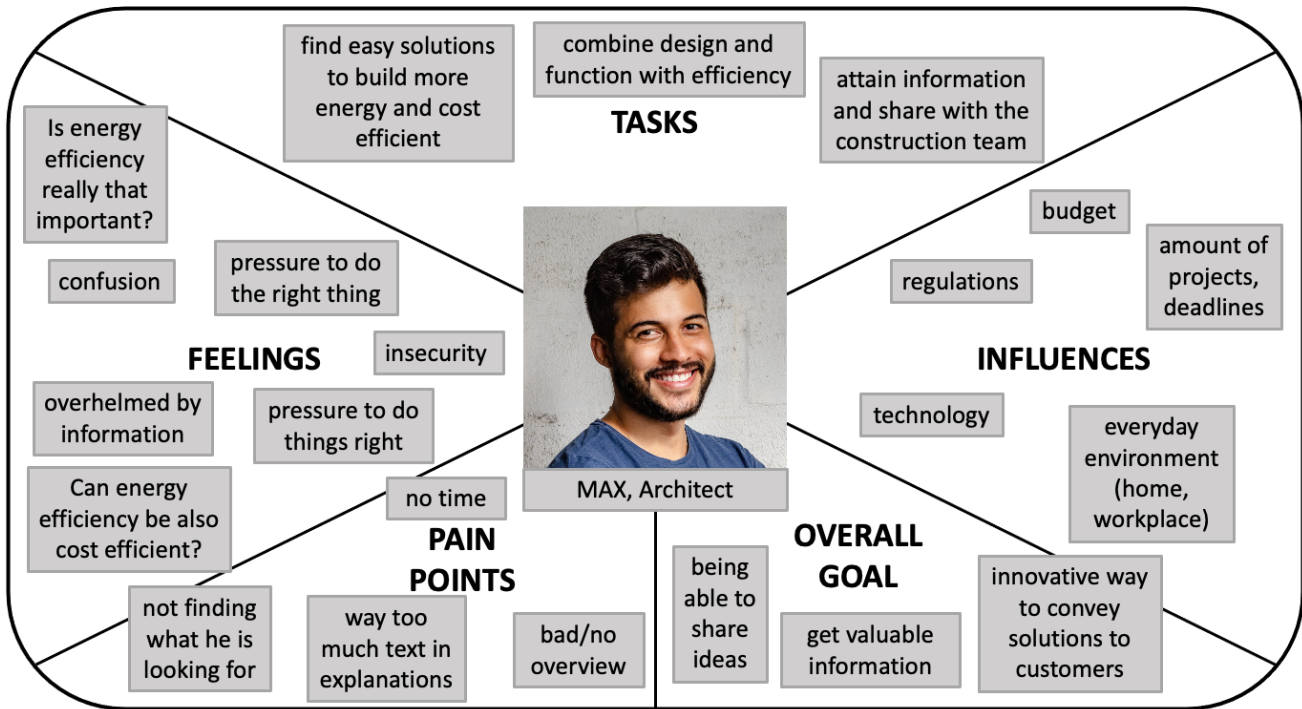 find easy solutions
to build more
energy and cost
efficient
combine design and
function with efficiency
attain information
and share with the
construction team
TASKS
Is energy
efficiency
really that
important?
confusion
pressure to do
the right thing
FEELINGS
insecurity
overhelmed by
information
pressure to do
things right
Can energy
efficiency be also
cost efficient?
budget
amount of
projects,
deadlines
regulations
INFLUENCES
technology
everyday
environment
(home,
workplace)
MAX, Architect
no time
PAIN
POINTS
not finding
what he is
looking for
way too
much text in
explanations
bad/no
overview
OVERALL
GOAL
being
able to
share
ideas
get valuable
information
innovative way
to convey
solutions to
customers